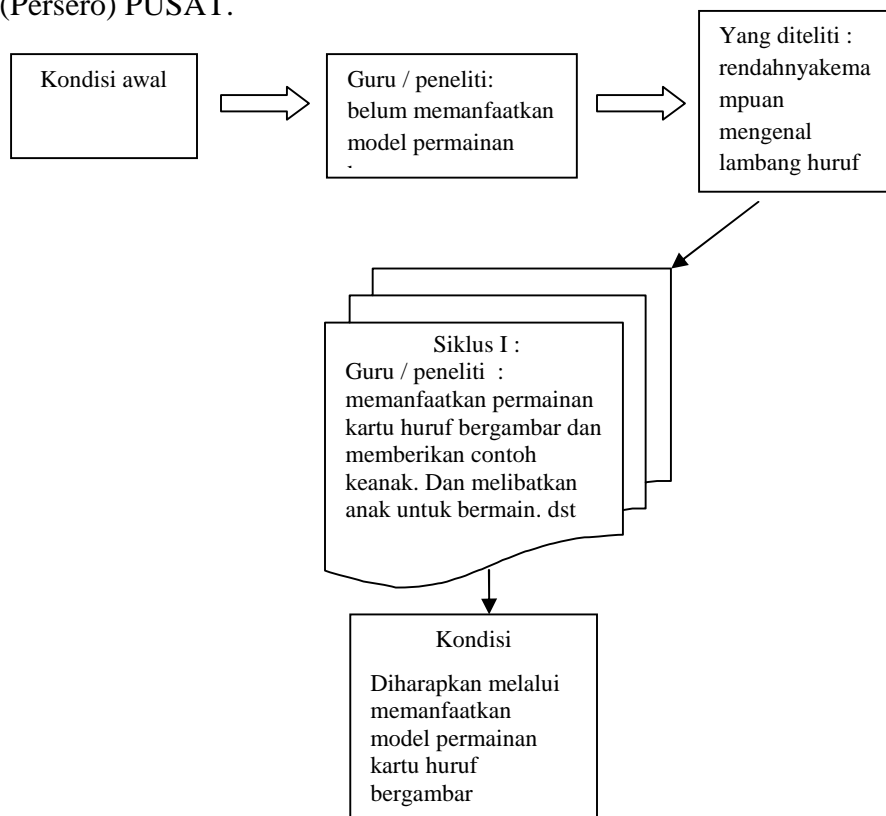 (Persero) PUSAT.
Kondisi awal
Guru / peneliti:
belum memanfaatkan
model permainan
Yang diteliti :
rendahnyakema
mpuan
mengenal
lambang huruf
Siklus I :
Guru / peneliti :
memanfaatkan permainan
kartu huruf bergambar dan
memberikan contoh
keanak. Dan melibatkan
anak untuk bermain. dst
Kondisi
Diharapkan melalui
memanfaatkan
model permainan
kartu huruf
bergambar